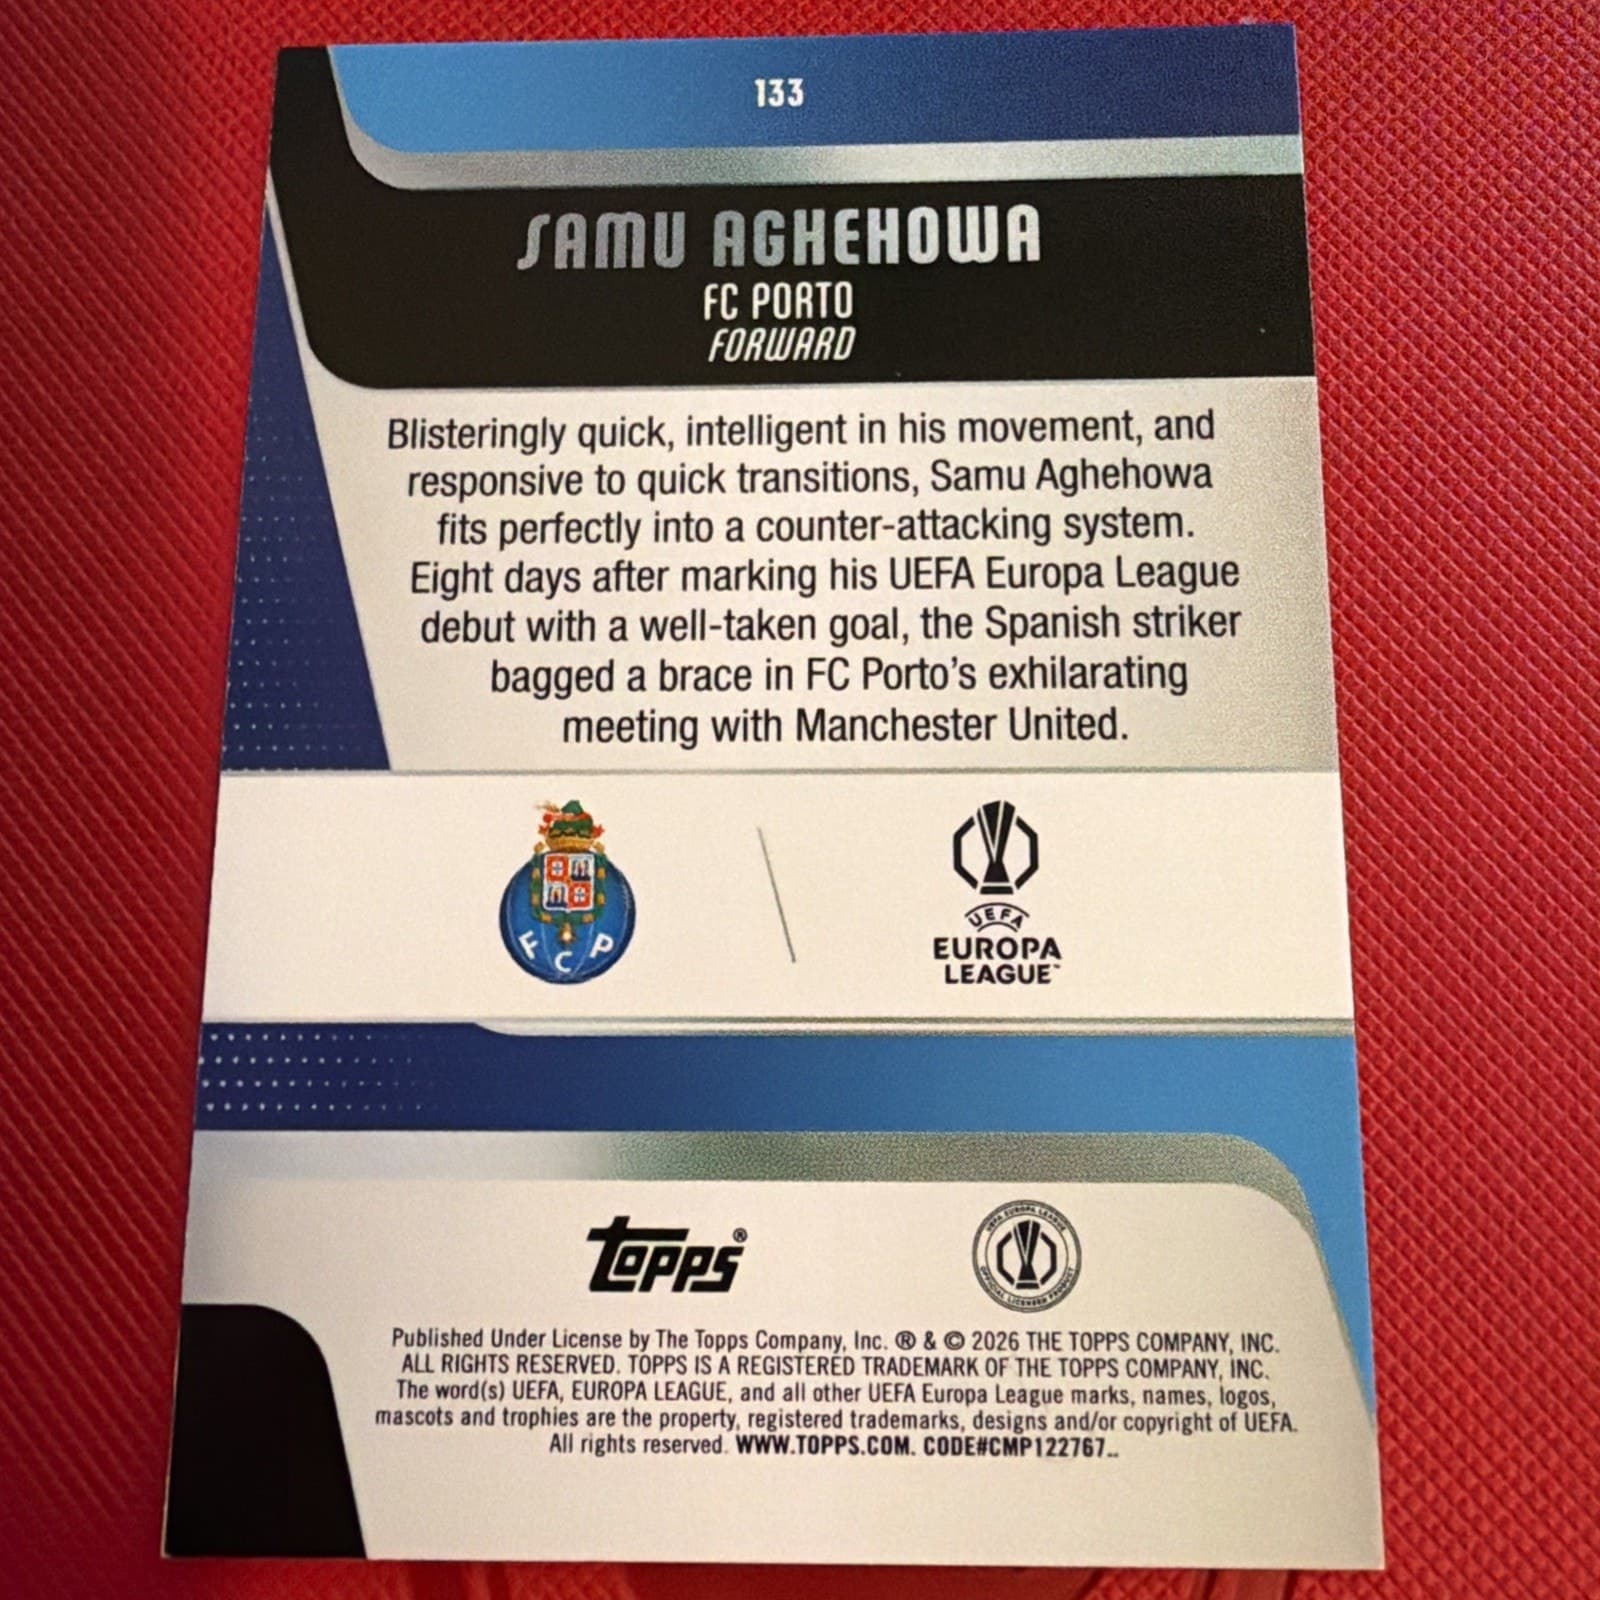 133
SAMU AGHEHOWA
FC PORTO
FORWARD
Blisteringly quick, intelligent in his movement, and
responsive to quick transitions, Samu Aghehowa
fits perfectly into a counter-attacking system.
Eight days after marking his UEFA Europa League
debut with a well-taken goal, the Spanish striker
bagged a brace in FC Porto's exhilarating
meeting with Manchester United.
F C P
UEFA
EUROPA
LEAGUE™
TOPPS®
UEFA EUROPA LEAGUE
OFFICIAL LICENSED PRODUCT
Published Under License by The Topps Company, Inc. ® & © 2026 THE TOPPS COMPANY, INC.
ALL RIGHTS RESERVED. TOPPS IS A REGISTERED TRADEMARK OF THE TOPPS COMPANY, INC.
The word(s) UEFA, EUROPA LEAGUE, and all other UEFA Europa League marks, names, logos,
mascots and trophies are the property, registered trademarks, designs and/or copyright of UEFA.
All rights reserved. WWW.TOPPS.COM. CODE#CMP122767..